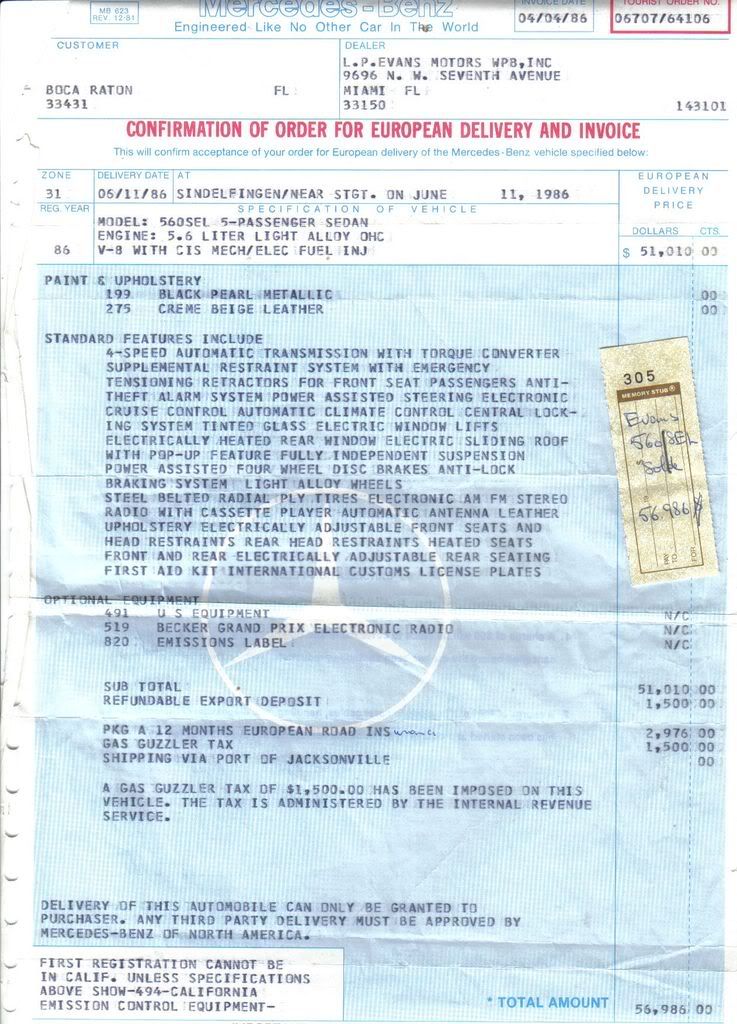 MB 623
REV. 12-81
Mercedes-Benz
Engineered Like No Other Car In The World
INVOICE DATE
04/04/86
TOURIST ORDER NO.
06707/64106
CUSTOMER
BOCA RATON FL
33431
DEALER
L.P.EVANS MOTORS WPB,INC
9696 N. W. SEVENTH AVENUE
MIAMI FL
33150 143101
CONFIRMATION OF ORDER FOR EUROPEAN DELIVERY AND INVOICE
This will confirm acceptance of your order for European delivery of the Mercedes-Benz vehicle specified below:
ZONE DELIVERY DATE AT EUROPEAN DELIVERY PRICE
31 06/11/86 SINDELFINGEN/NEAR STGT. ON JUNE 11, 1986
REG. YEAR SPECIFICATION OF VEHICLE
MODEL: 560SEL 5-PASSENGER SEDAN
ENGINE: 5.6 LITER LIGHT ALLOY OHC DOLLARS CTS.
86 V-8 WITH CIS MECH/ELEC FUEL INJ $ 51,010 00
PAINT & UPHOLSTERY
199 BLACK PEARL METALLIC 00
275 CREME BEIGE LEATHER 00
STANDARD FEATURES INCLUDE
4-SPEED AUTOMATIC TRANSMISSION WITH TORQUE CONVERTER
SUPPLEMENTAL RESTRAINT SYSTEM WITH EMERGENCY
TENSIONING RETRACTORS FOR FRONT SEAT PASSENGERS ANTI-
THEFT ALARM SYSTEM POWER ASSISTED STEERING ELECTRONIC
CRUISE CONTROL AUTOMATIC CLIMATE CONTROL CENTRAL LOCK-
ING SYSTEM TINTED GLASS ELECTRIC WINDOW LIFTS
ELECTRICALLY HEATED REAR WINDOW ELECTRIC SLIDING ROOF
WITH POP-UP FEATURE FULLY INDEPENDENT SUSPENSION
POWER ASSISTED FOUR WHEEL DISC BRAKES ANTI-LOCK
BRAKING SYSTEM LIGHT ALLOY WHEELS
STEEL BELTED RADIAL PLY TIRES ELECTRONIC AM FM STEREO
RADIO WITH CASSETTE PLAYER AUTOMATIC ANTENNA LEATHER
UPHOLSTERY ELECTRICALLY ADJUSTABLE FRONT SEATS AND
HEAD RESTRAINTS REAR HEAD RESTRAINTS HEATED SEATS
FRONT AND REAR ELECTRICALLY ADJUSTABLE REAR SEATING
FIRST AID KIT INTERNATIONAL CUSTOMS LICENSE PLATES
305
MEMORY STUB®
Evans
560SEL
56986
PAY TO
FOR
OPTIONAL EQUIPMENT
491 U S EQUIPMENT N/C
519 BECKER GRAND PRIX ELECTRONIC RADIO N/C
820 EMISSIONS LABEL N/C
SUB TOTAL 51,010 00
REFUNDABLE EXPORT DEPOSIT 1,500 00
PKG A 12 MONTHS EUROPEAN ROAD INSurance 2,976 00
GAS GUZZLER TAX 1,500 00
SHIPPING VIA PORT OF JACKSONVILLE 00
A GAS GUZZLER TAX OF $1,500.00 HAS BEEN IMPOSED ON THIS
VEHICLE. THE TAX IS ADMINISTERED BY THE INTERNAL REVENUE
SERVICE.
DELIVERY OF THIS AUTOMOBILE CAN ONLY BE GRANTED TO
PURCHASER. ANY THIRD PARTY DELIVERY MUST BE APPROVED BY
MERCEDES-BENZ OF NORTH AMERICA.
FIRST REGISTRATION CANNOT BE
IN CALIF. UNLESS SPECIFICATIONS
ABOVE SHOW-494-CALIFORNIA
EMISSION CONTROL EQUIPMENT-
* TOTAL AMOUNT 56,986 00